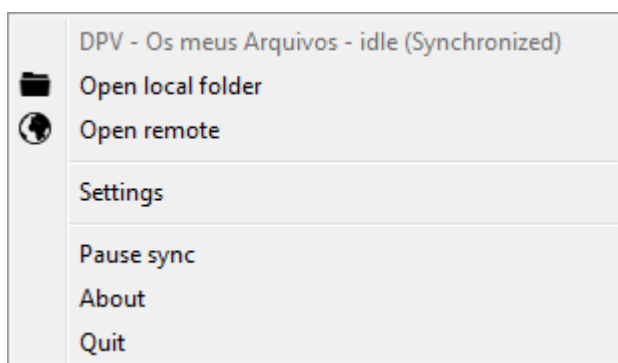 DPV - Os meus Arquivos - idle (Synchronized)
Open local folder
Open remote
Settings
Pause sync
About
Quit